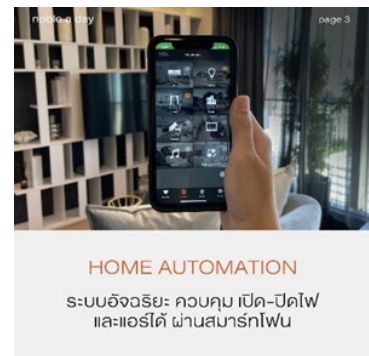 noble a day
page 3
HOME AUTOMATION
ระบบอัจฉริยะ ควบคุม เปิด-ปิดไฟ
และแอร์ได้ ผ่านสมาร์ทโฟน